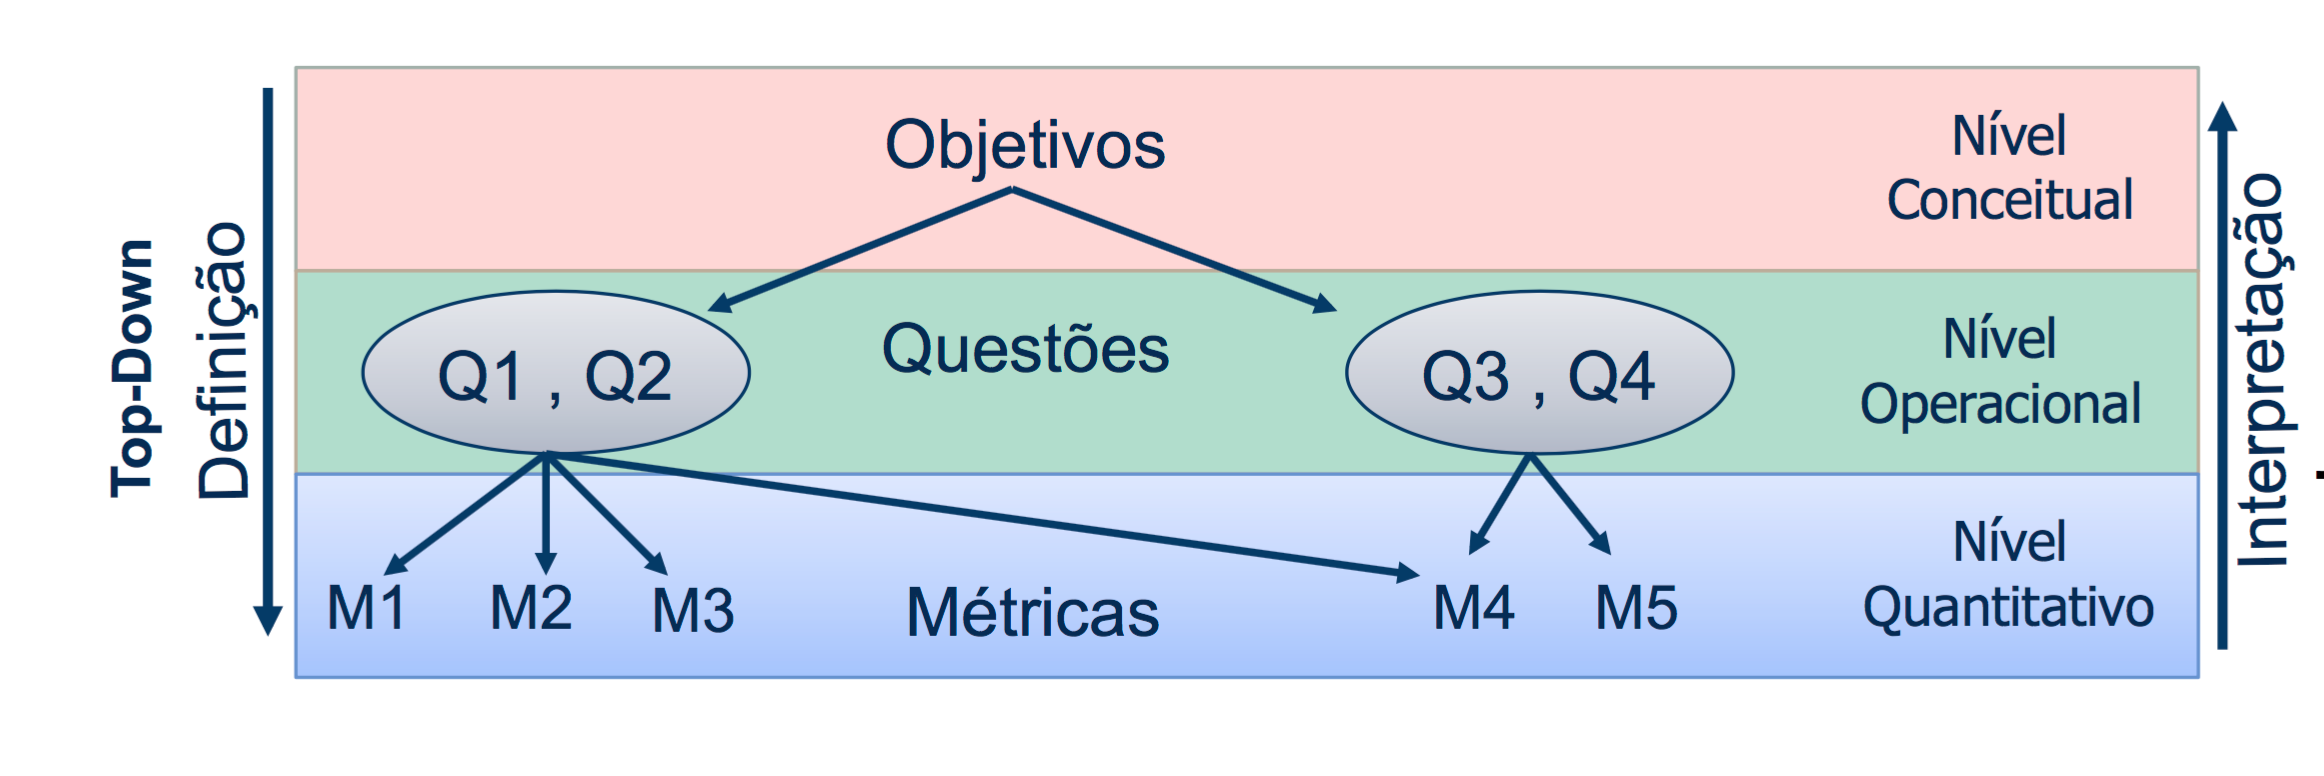 Top-Down
Definição
Objetivos
Nível
Conceitual
Q1 , Q2
Questões
Q3 , Q4
Nível
Operacional
M1
M2
M3
Métricas
M4
M5
Nível
Quantitativo
Interpretação